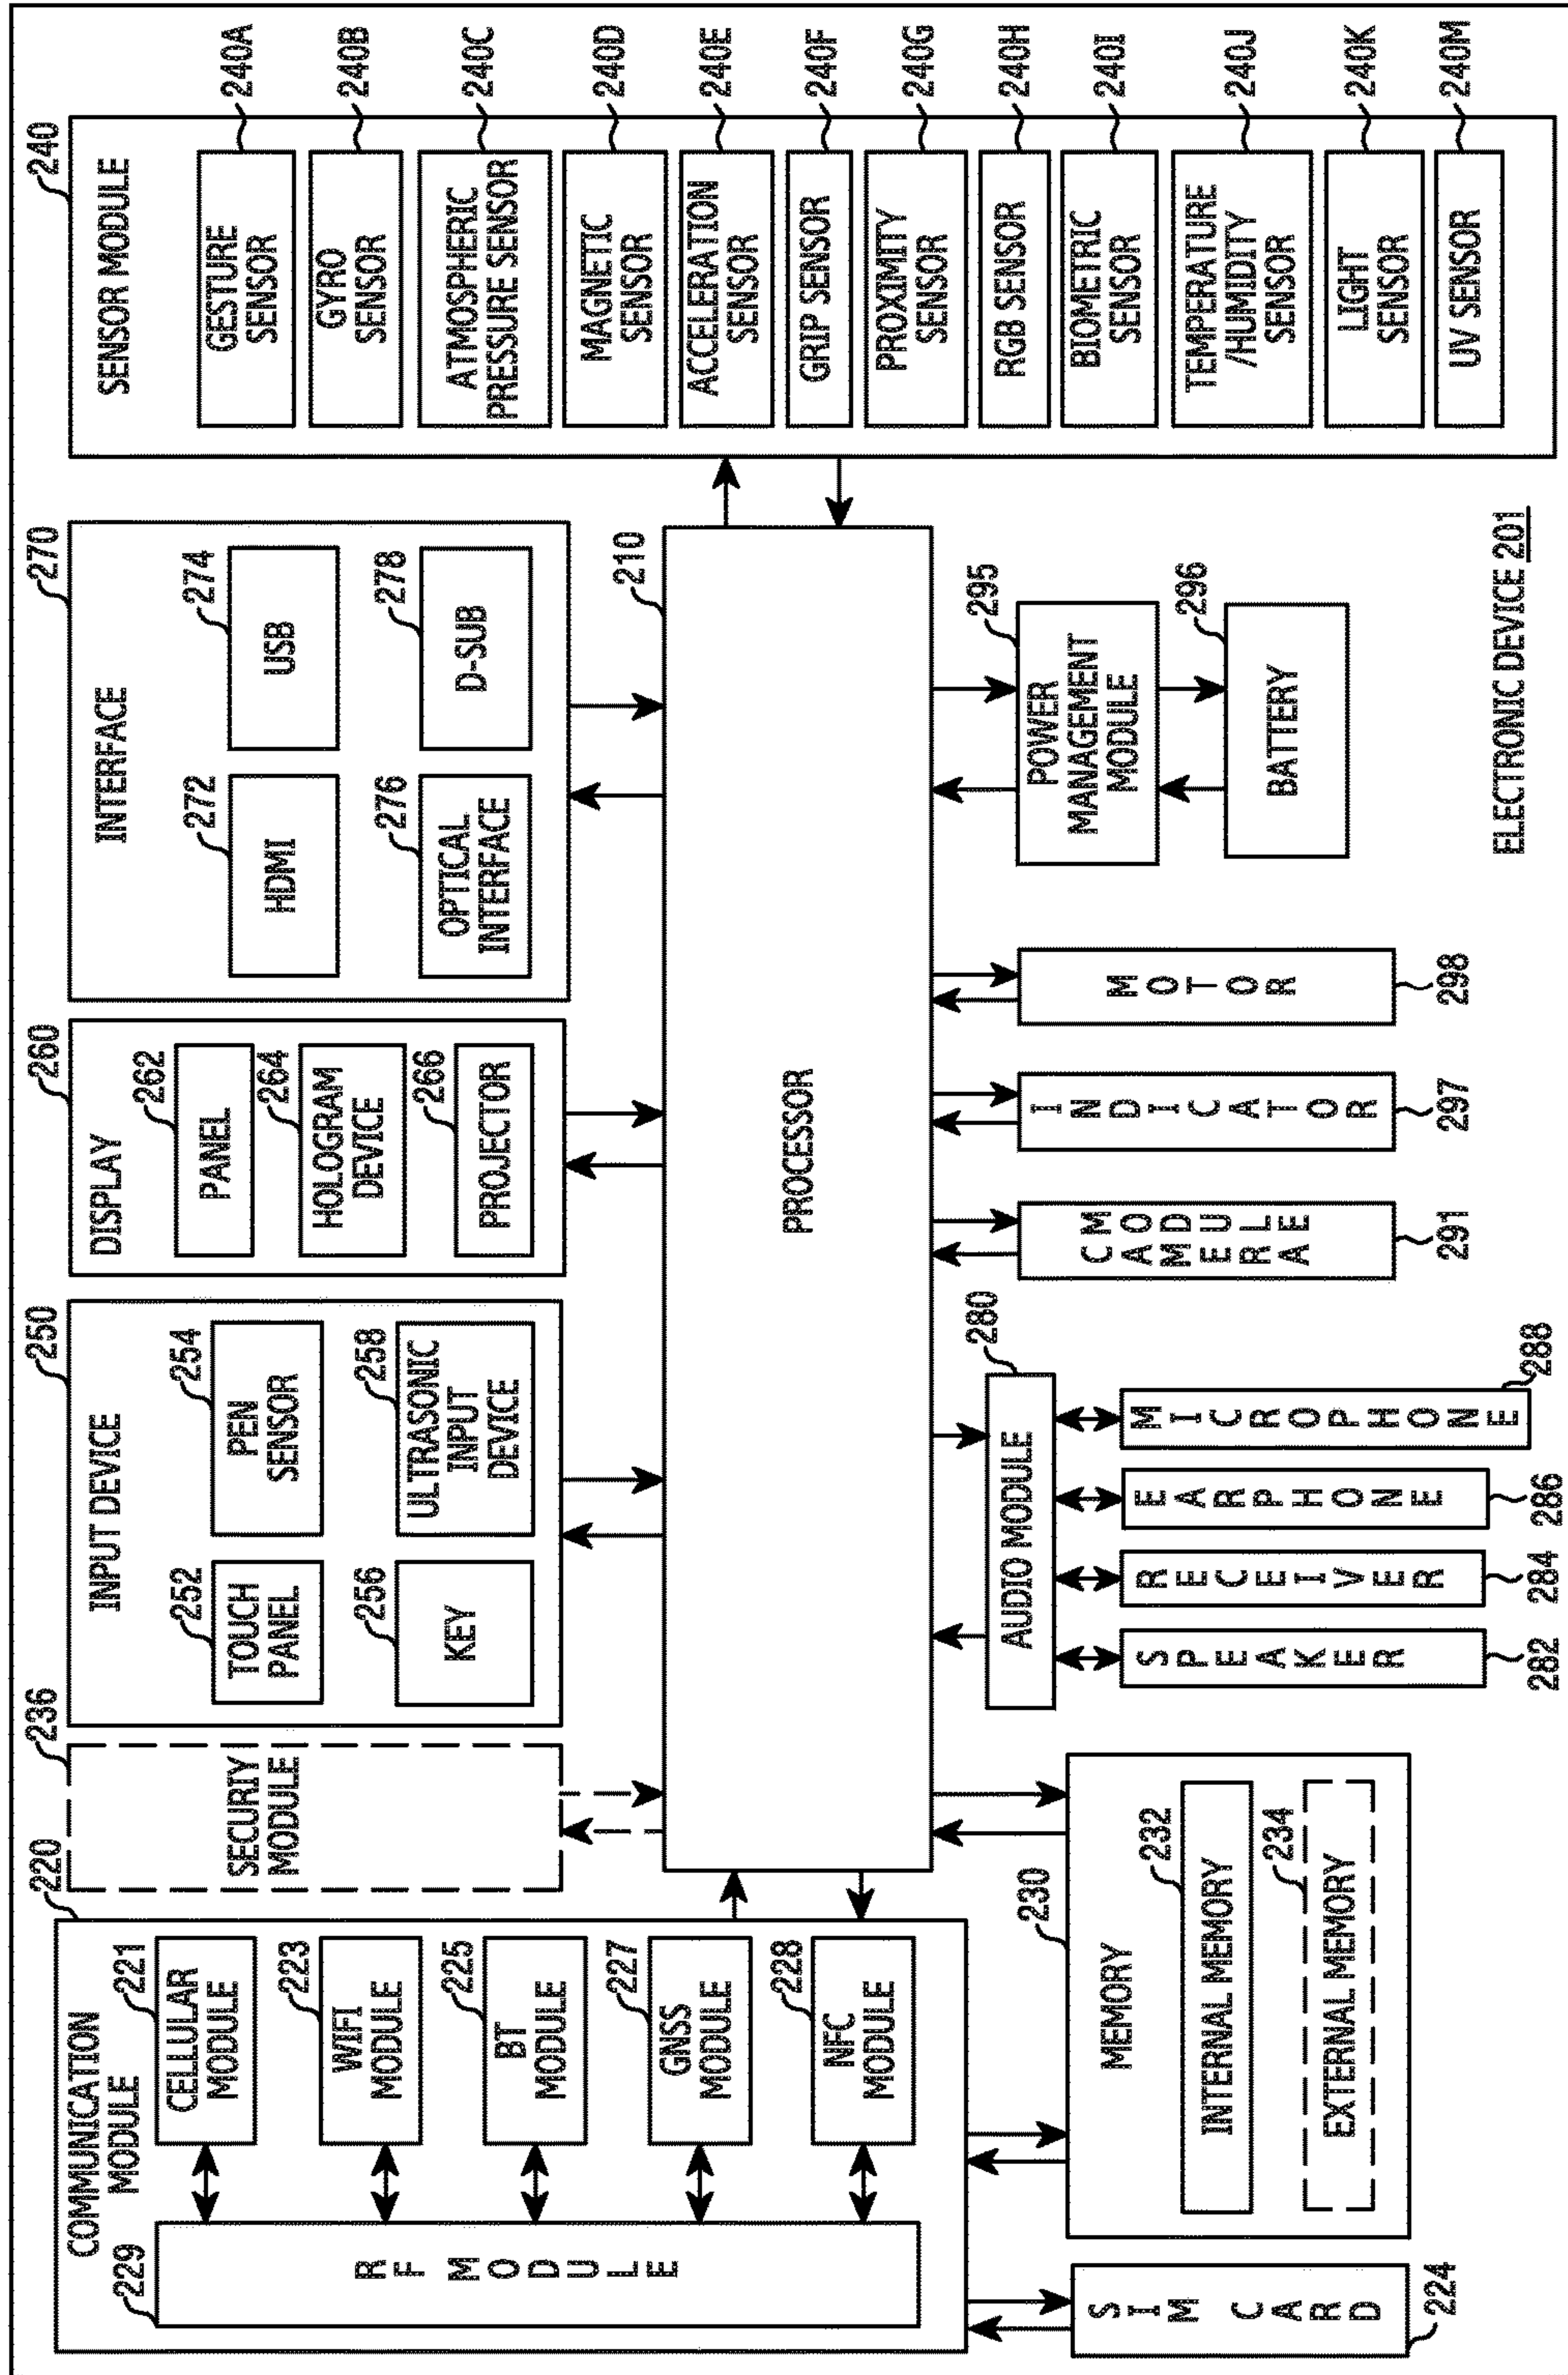 COMMUNICATION
MODULE
220
229
RF MODULE
221
CELLULAR
MODULE
223
WIFI
MODULE
225
BT
MODULE
227
GNSS
MODULE
228
NFC
MODULE
SECURIY
MODULE
236
INPUT DEVICE
250
252
TOUCH
PANEL
254
PEN
SENSOR
256
KEY
258
ULTRASONIC
INPUT
DEVICE
DISPLAY
260
262
PANEL
264
HOLOGRAM
DEVICE
266
PROJECTOR
INTERFACE
270
272
HDMI
274
USB
276
OPTICAL
INTERFACE
278
D-SUB
SENSOR MODULE
240
GESTURE
SENSOR
240A
GYRO
SENSOR
240B
ATMOSPHERIC
PRESSURE SENSOR
240C
MAGNETIC
SENSOR
240D
ACCELERATION
SENSOR
240E
GRIP SENSOR
240F
PROXIMITY
SENSOR
240G
RGB SENSOR
240H
BIOMETRIC
SENSOR
240I
TEMPERATURE
/HUMIDITY
SENSOR
240J
LIGHT
SENSOR
240K
UV SENSOR
240M
PROCESSOR
210
SIM CARD
224
MEMORY
230
INTERNAL MEMORY
232
EXTERNAL MEMORY
234
AUDIO MODULE
280
SPEAKER
282
RECEIVER
284
EARPHONE
286
MICROPHONE
288
CAMERA
MODULE
291
INDICATOR
297
MOTOR
298
POWER
MANAGEMENT
MODULE
295
BATTERY
296
ELECTRONIC DEVICE 201